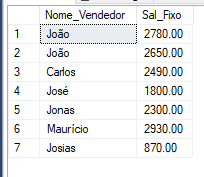 Nome_Vendedor Sal_Fixo
1 João 2780.00
2 João 2650.00
3 Carlos 2490.00
4 José 1800.00
5 Jonas 2300.00
6 Maurício 2930.00
7 Josias 870.00